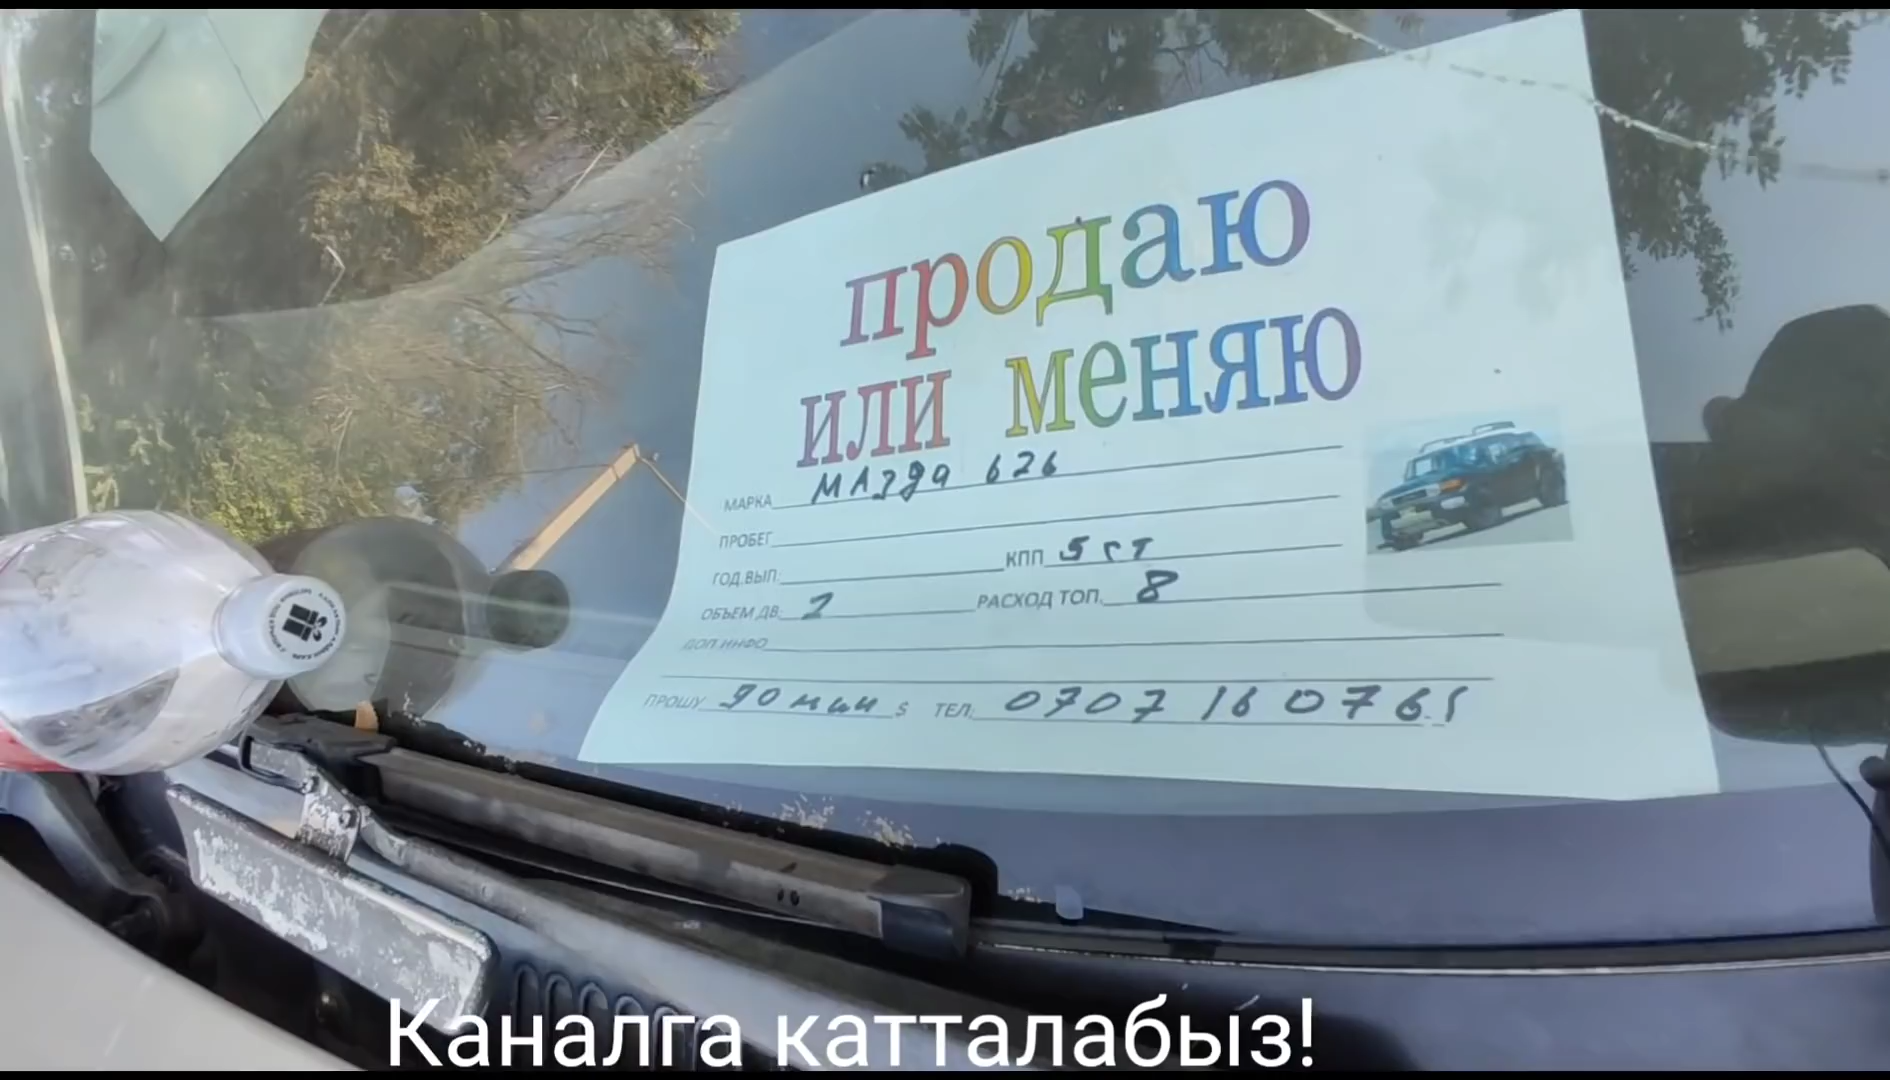 продаю
или меняю
МАРКА МАЗДА 626
ПРОБЕГ
ГОД.ВЫП. КПП 5 ст
ОБЪЕМ ДВ. 2 РАСХОД ТОП. 8
ДОП.ИНФО
ПРОШУ 90 мин $ ТЕЛ. 0707 16 07 65
Каналга катталабыз!